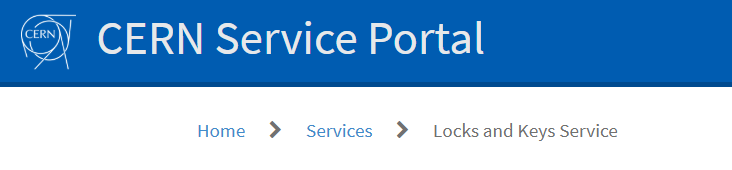 CERN CERN Service Portal
Home > Services > Locks and Keys Service